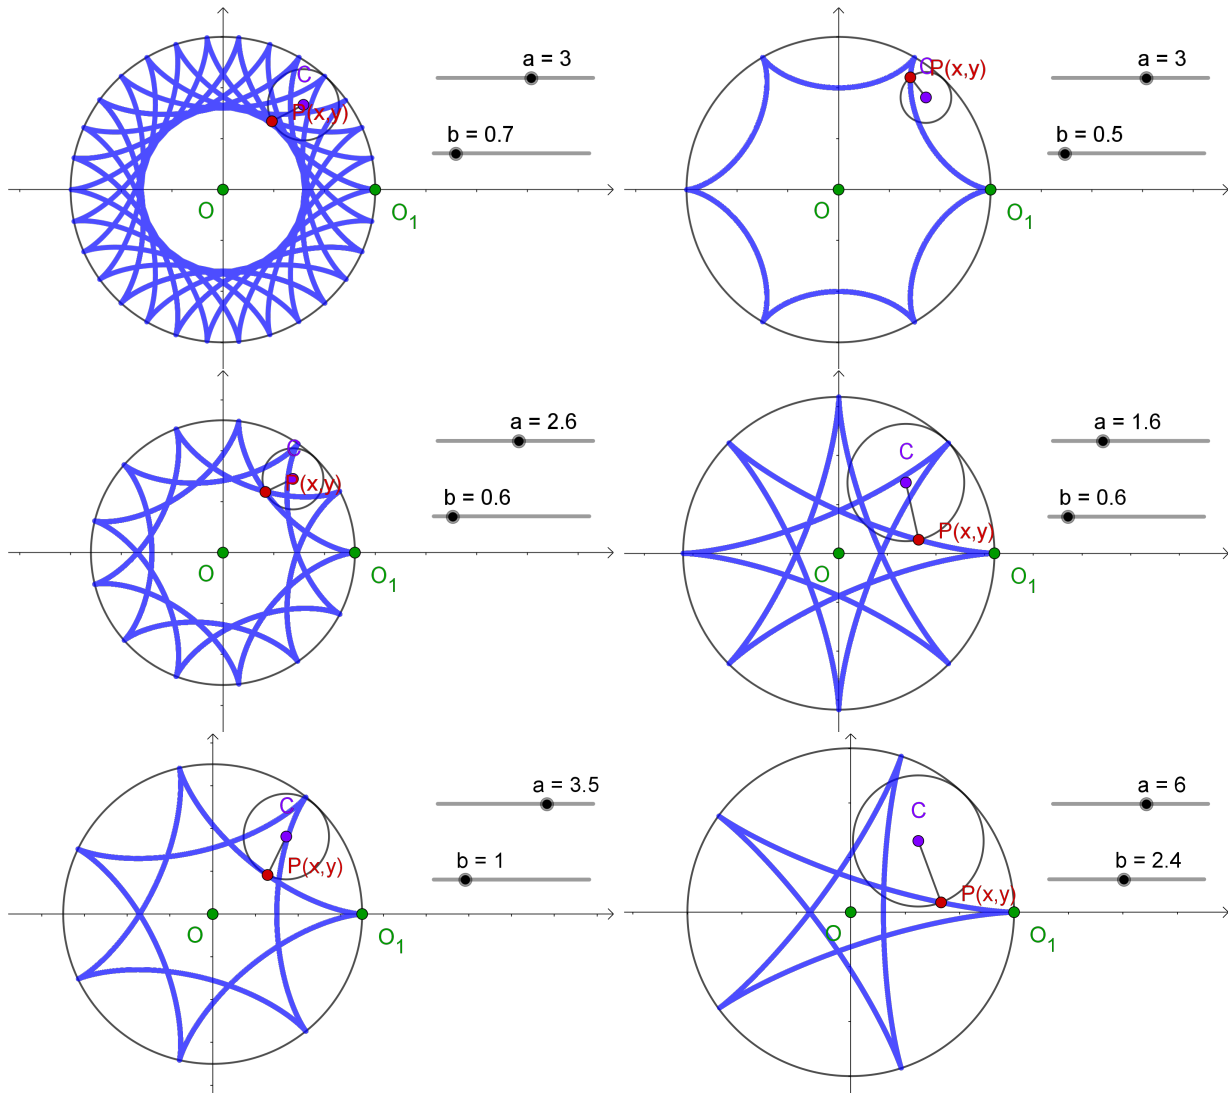 a = 3
C
P(x,y)
b = 0.7
O
O1
a = 3
C
P(x,y)
b = 0.5
O
O1
a = 2.6
C
P(x,y)
b = 0.6
O
O1
a = 1.6
C
b = 0.6
P(x,y)
O
O1
a = 3.5
C
b = 1
P(x,y)
O
O1
a = 6
C
b = 2.4
P(x,y)
O
O1